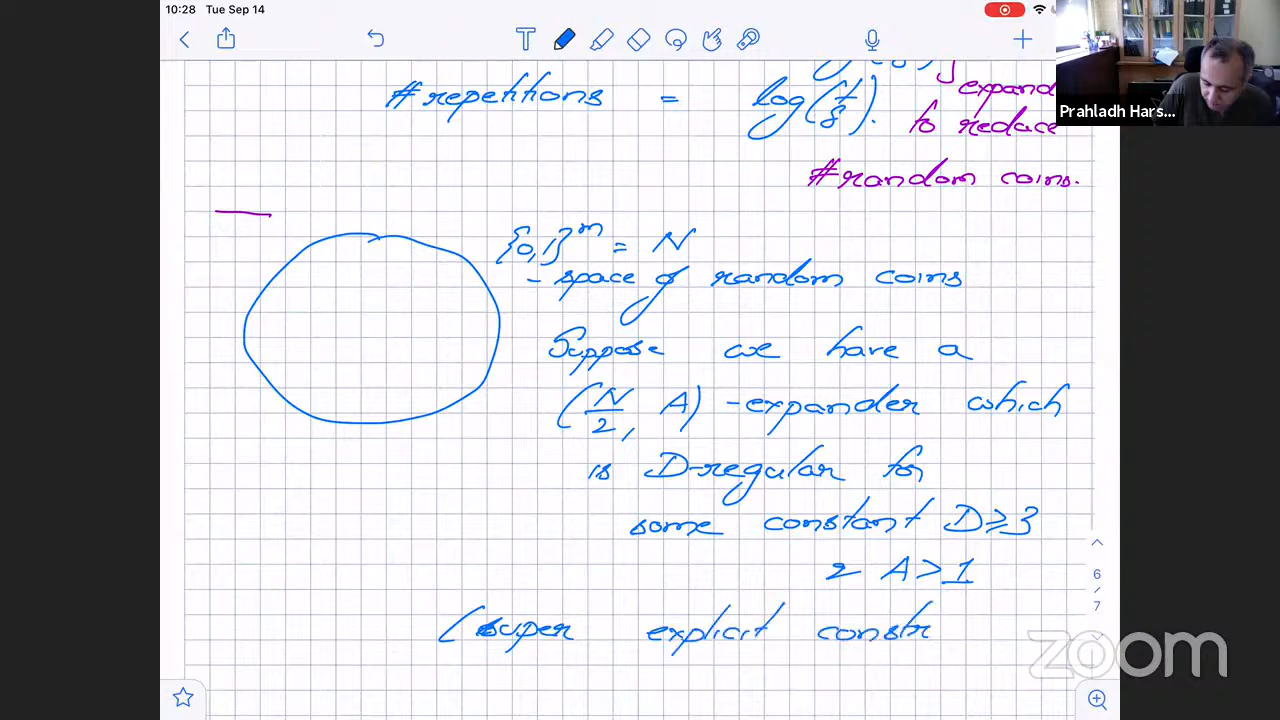 10:28 Tue Sep 14
Prahladh Hars...
expand
#repetitions = log(t/δ). to reduce
#random coins.
{0,1}^m = N
- space of random coins
Suppose we have a
(N/2, A) -expander which
is D-regular for
some constant D≥3
& A>1
(super explicit constr
6
/
7
zoom